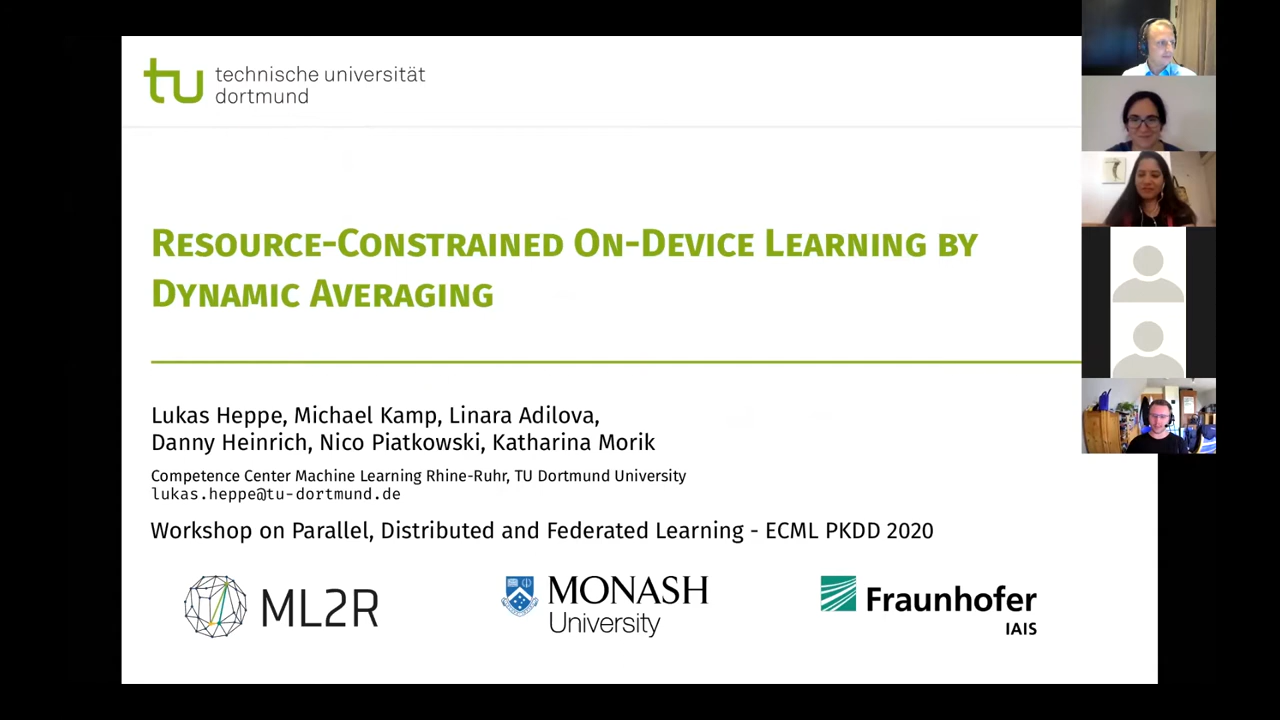 technische universität
dortmund
Resource-Constrained On-Device Learning by
Dynamic Averaging
Lukas Heppe, Michael Kamp, Linara Adilova,
Danny Heinrich, Nico Piatkowski, Katharina Morik
Competence Center Machine Learning Rhine-Ruhr, TU Dortmund University
lukas.heppe@tu-dortmund.de
Workshop on Parallel, Distributed and Federated Learning - ECML PKDD 2020
ML2R
MONASH
University
Fraunhofer
IAIS